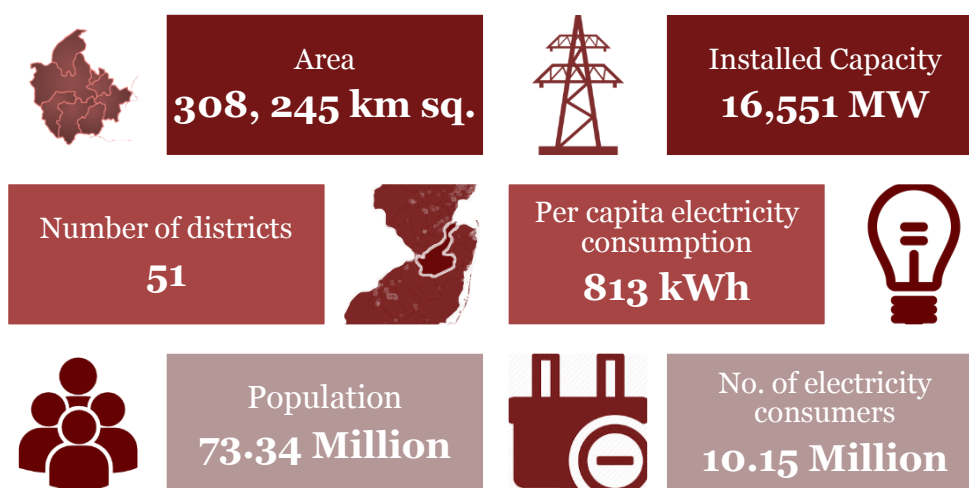 Area
308, 245 km sq.
Installed Capacity
16,551 MW
Number of districts
51
Per capita electricity
consumption
813 kWh
Population
73.34 Million
No. of electricity
consumers
10.15 Million